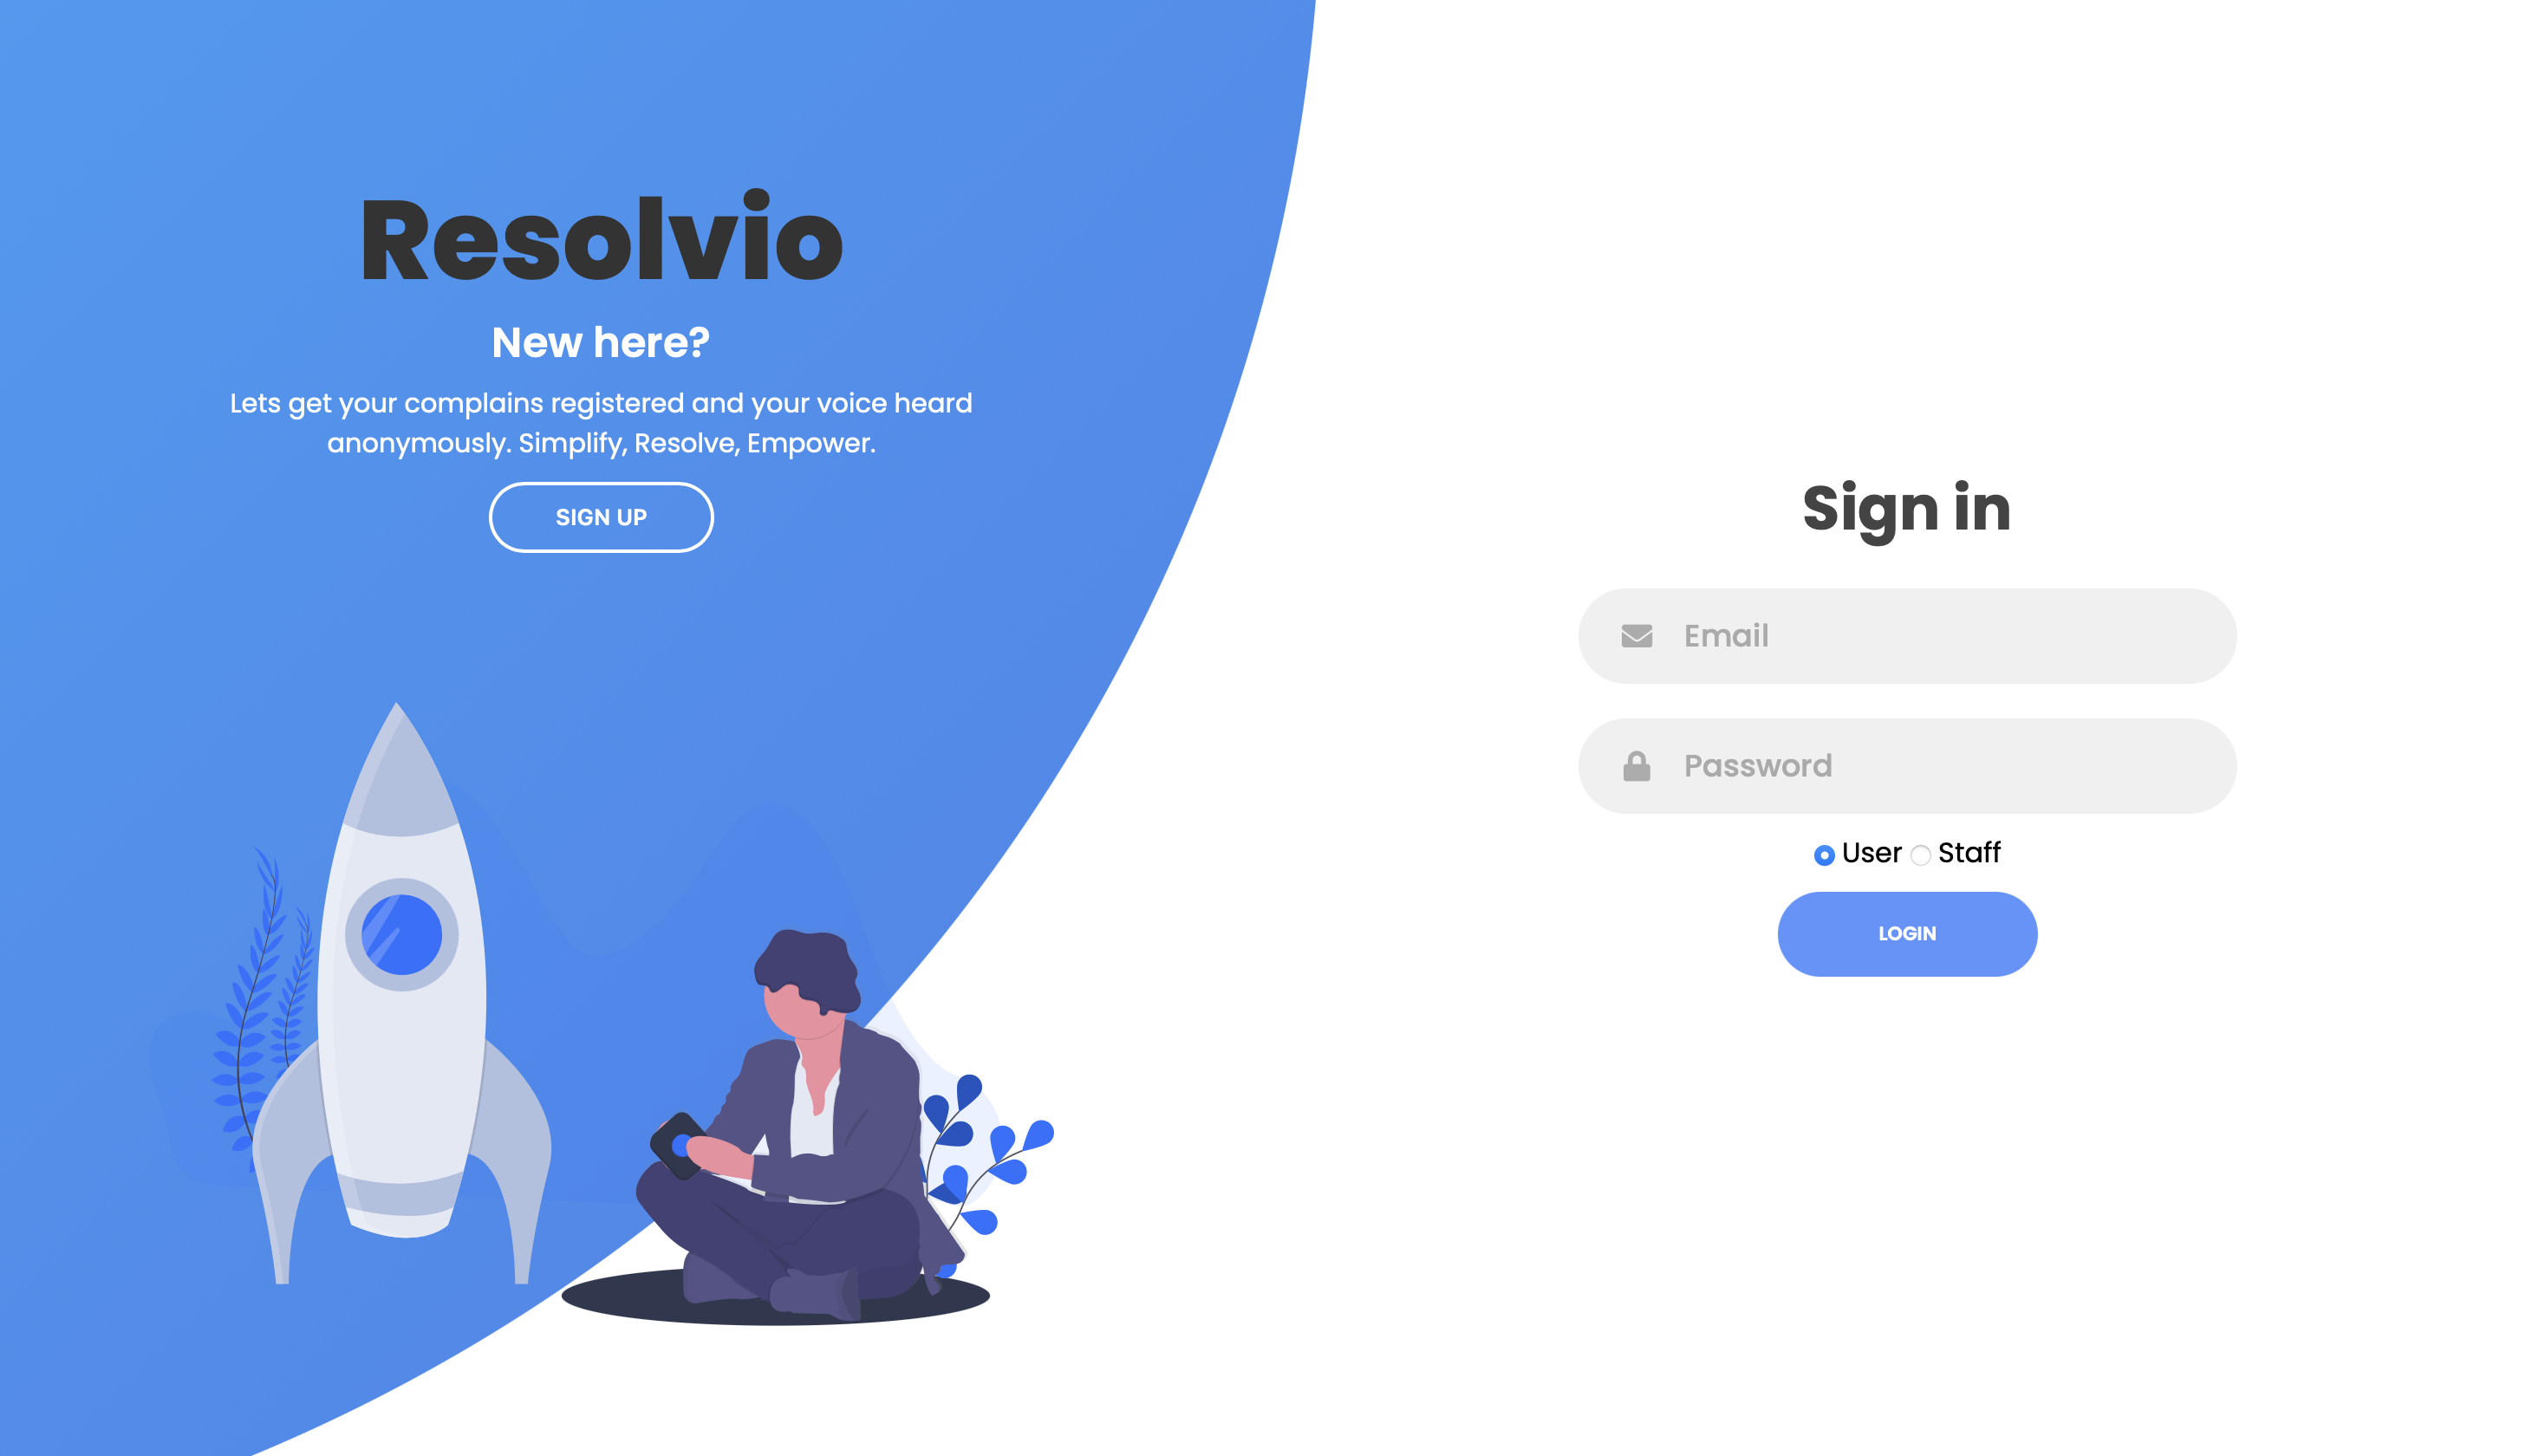 Resolvio
New here?
Lets get your complains registered and your voice heard
anonymously. Simplify, Resolve, Empower.
SIGN UP
Sign in
Email
Password
User Staff
LOGIN